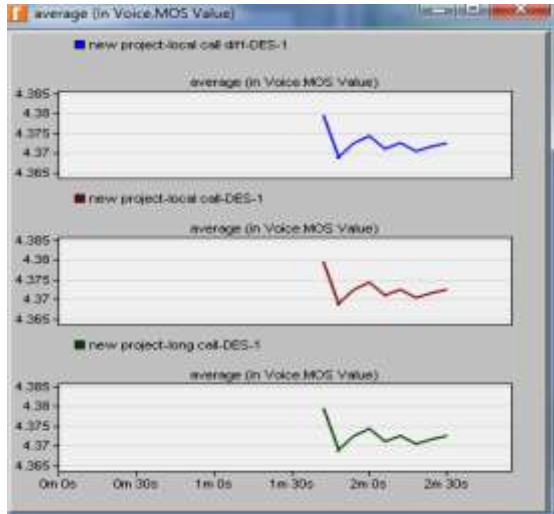 average (in Voice.MOS Value)
new project-local call diff-DES-1
average (in Voice.MOS Value)
4.385
4.38
4.375
4.37
4.365
new project-local call-DES-1
average (in Voice.MOS Value)
4.385
4.38
4.375
4.37
4.365
new project-long call-DES-1
average (in Voice.MOS Value)
4.385
4.38
4.375
4.37
4.365
0m 0s 0m 30s 1m 0s 1m 30s 2m 0s 2m 30s